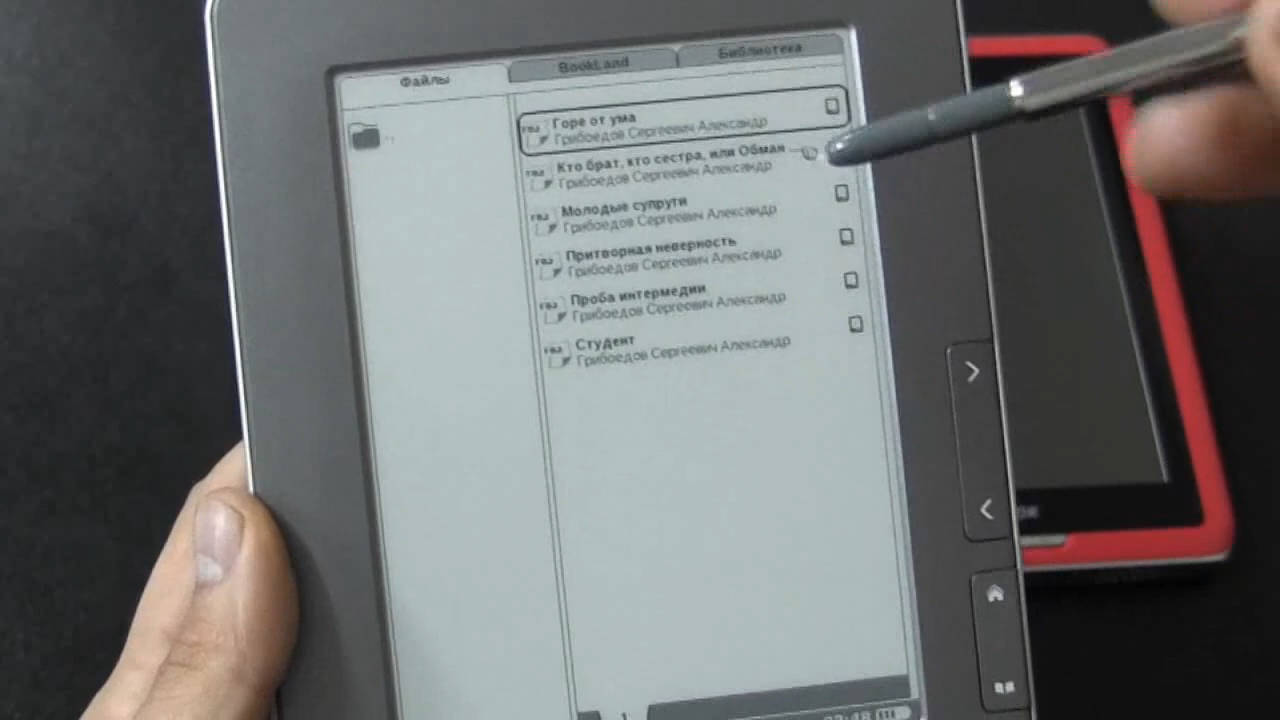 Файлы
BookLand
Библиотека
Горе от ума
Грибоедов Сергеевич Александр
Кто брат, кто сестра, или Обман
Грибоедов Сергеевич Александр
Молодые супруги
Грибоедов Сергеевич Александр
Притворная неверность
Грибоедов Сергеевич Александр
Проба интермедии
Грибоедов Сергеевич Александр
Студент
Грибоедов Сергеевич Александр
1